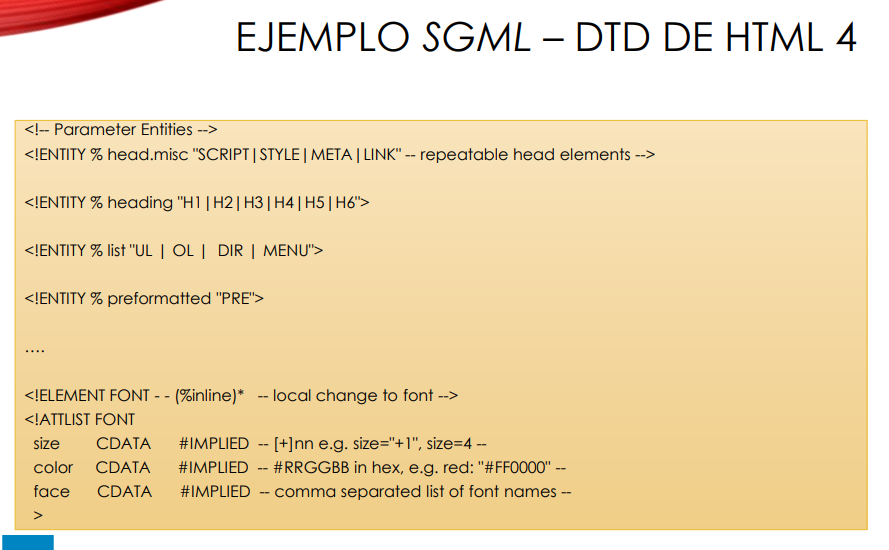 EJEMPLO SGML – DTD DE HTML 4
<!-- Parameter Entities -->
<!ENTITY % head.misc "SCRIPT|STYLE|META|LINK" -- repeatable head elements -->
<!ENTITY % heading "H1|H2|H3|H4|H5|H6">
<!ENTITY % list "UL | OL |  DIR | MENU">
<!ENTITY % preformatted "PRE">
....
<!ELEMENT FONT - - (%inline)*   -- local change to font -->
<!ATTLIST FONT
size CDATA #IMPLIED -- [+]nn e.g. size="+1", size=4 --
color CDATA #IMPLIED -- #RRGGBB in hex, e.g. red: "#FF0000" --
face CDATA #IMPLIED -- comma separated list of font names --
>